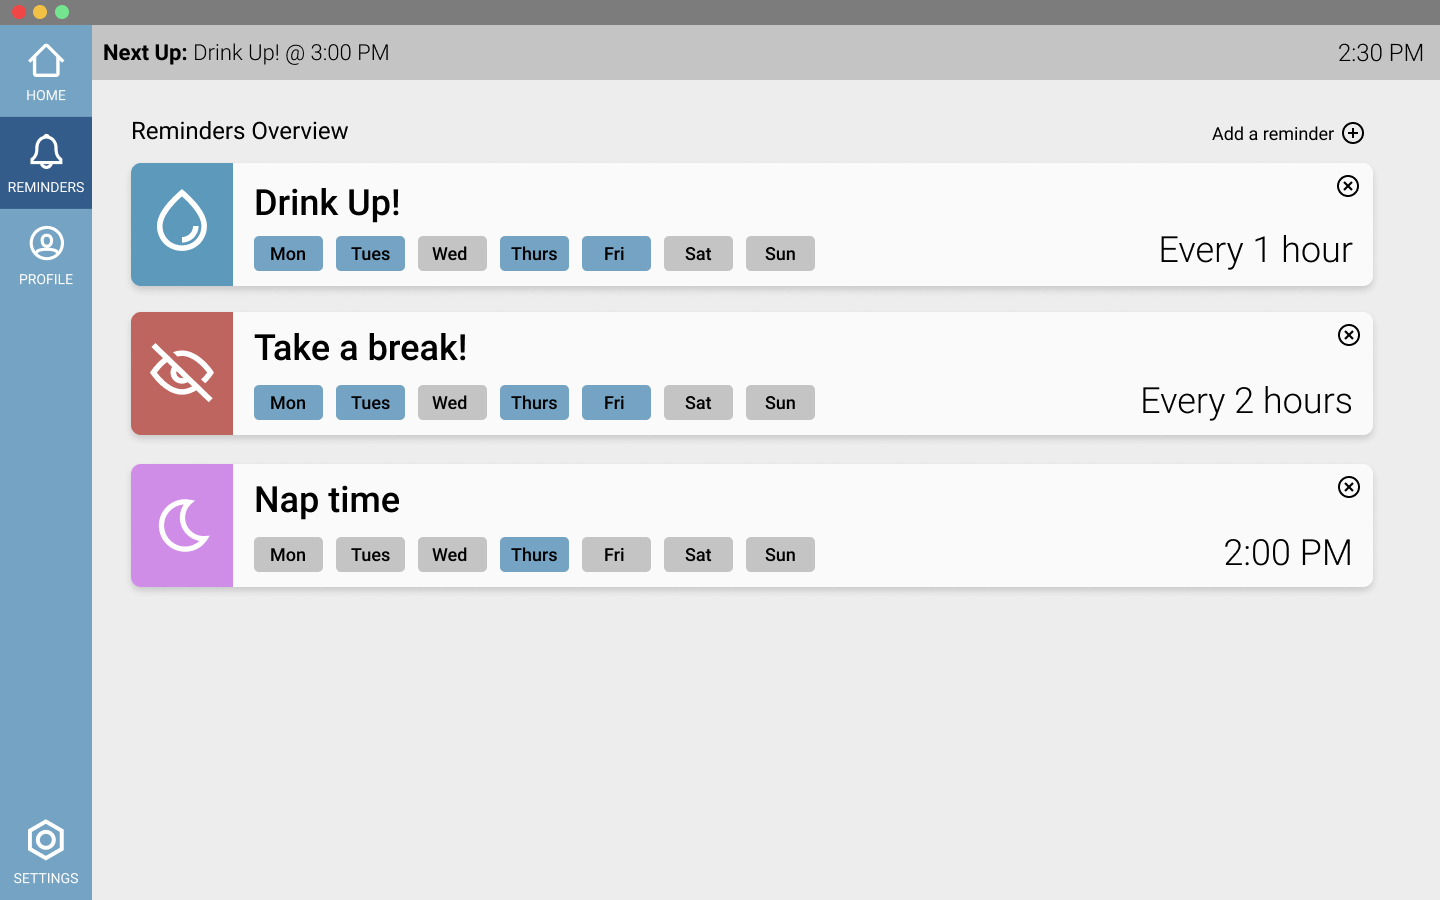 Next Up: Drink Up! @ 3:00 PM
2:30 PM
HOME
REMINDERS
PROFILE
SETTINGS
Reminders Overview
Add a reminder
Drink Up!
Mon Tues Wed Thurs Fri Sat Sun
Every 1 hour
Take a break!
Mon Tues Wed Thurs Fri Sat Sun
Every 2 hours
Nap time
Mon Tues Wed Thurs Fri Sat Sun
2:00 PM